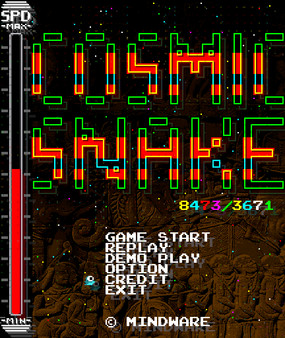 SPD
-MAX-
COSMIC
SNAKE
8473/3671
GAME START
REPLAY
DEMO PLAY
OPTION
CREDIT
EXIT
-MIN-
© MINDWARE